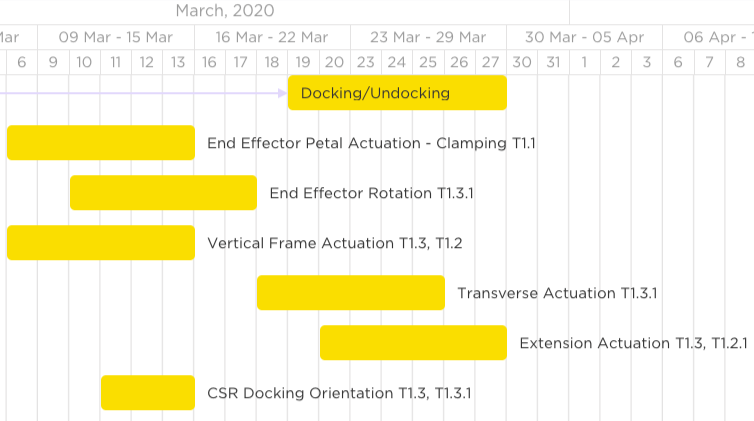 March, 2020
Mar 09 Mar - 15 Mar 16 Mar - 22 Mar 23 Mar - 29 Mar 30 Mar - 05 Apr 06 Apr - 1
6 9 10 11 12 13 16 17 18 19 20 23 24 25 26 27 30 31 1 2 3 6 7 8
Docking/Undocking
End Effector Petal Actuation - Clamping T1.1
End Effector Rotation T1.3.1
Vertical Frame Actuation T1.3, T1.2
Transverse Actuation T1.3.1
Extension Actuation T1.3, T1.2.1
CSR Docking Orientation T1.3, T1.3.1